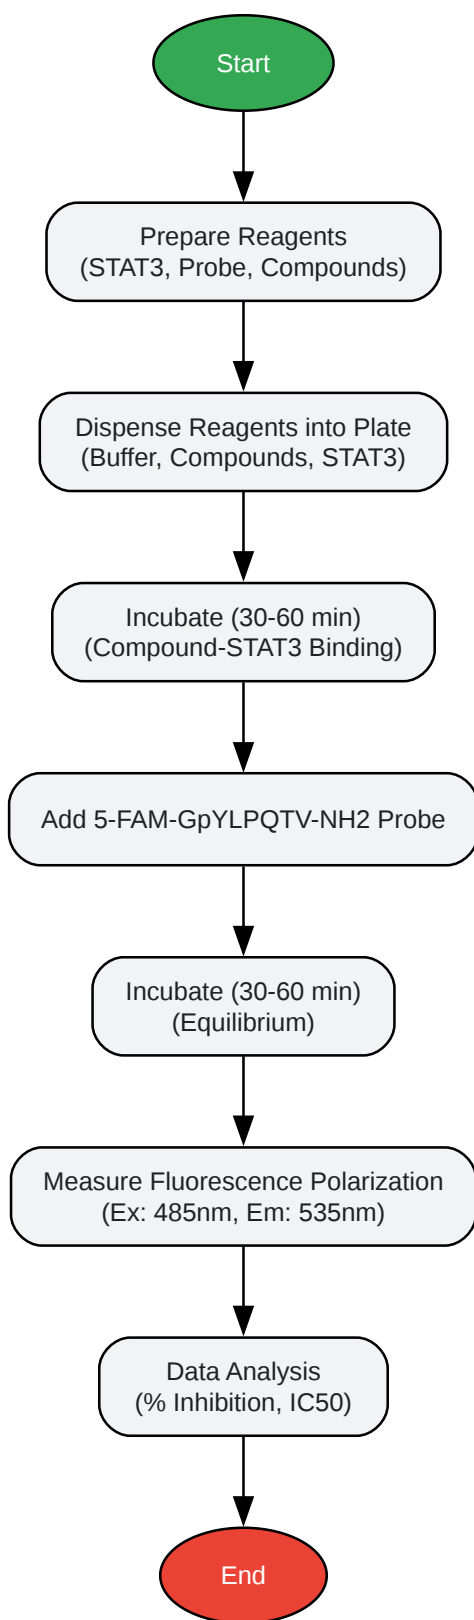 Start
Prepare Reagents
(STAT3, Probe, Compounds)
Dispense Reagents into Plate
(Buffer, Compounds, STAT3)
Incubate (30-60 min)
(Compound-STAT3 Binding)
Add 5-FAM-GpYLPQTV-NH2 Probe
Incubate (30-60 min)
(Equilibrium)
Measure Fluorescence Polarization
(Ex: 485nm, Em: 535nm)
Data Analysis
(% Inhibition, IC50)
End